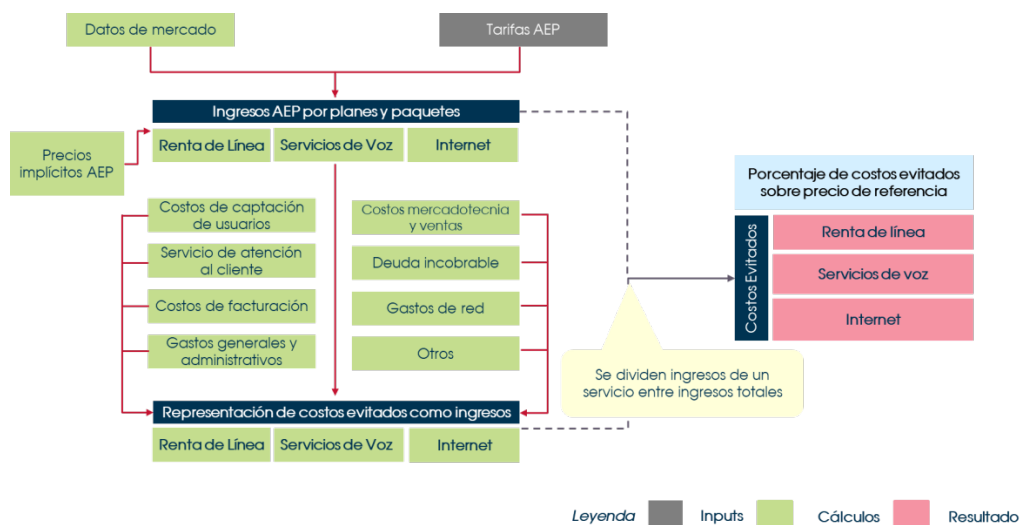 Datos de mercado
Tarifas AEP
Ingresos AEP por planes y paquetes
Precios
implícitos AEP
Renta de Línea
Servicios de Voz
Internet
Costos de captación
de usuarios
Servicio de atención
al cliente
Costos de facturación
Gastos generales y
administrativos
Costos mercadotecnia
y ventas
Deuda incobrable
Gastos de red
Otros
Representación de costos evitados como ingresos
Renta de Línea
Servicios de Voz
Internet
Se dividen ingresos de un
servicio entre ingresos totales
Porcentaje de costos evitados
sobre precio de referencia
Costos Evitados
Renta de línea
Servicios de voz
Internet
Leyenda
Inputs
Cálculos
Resultado